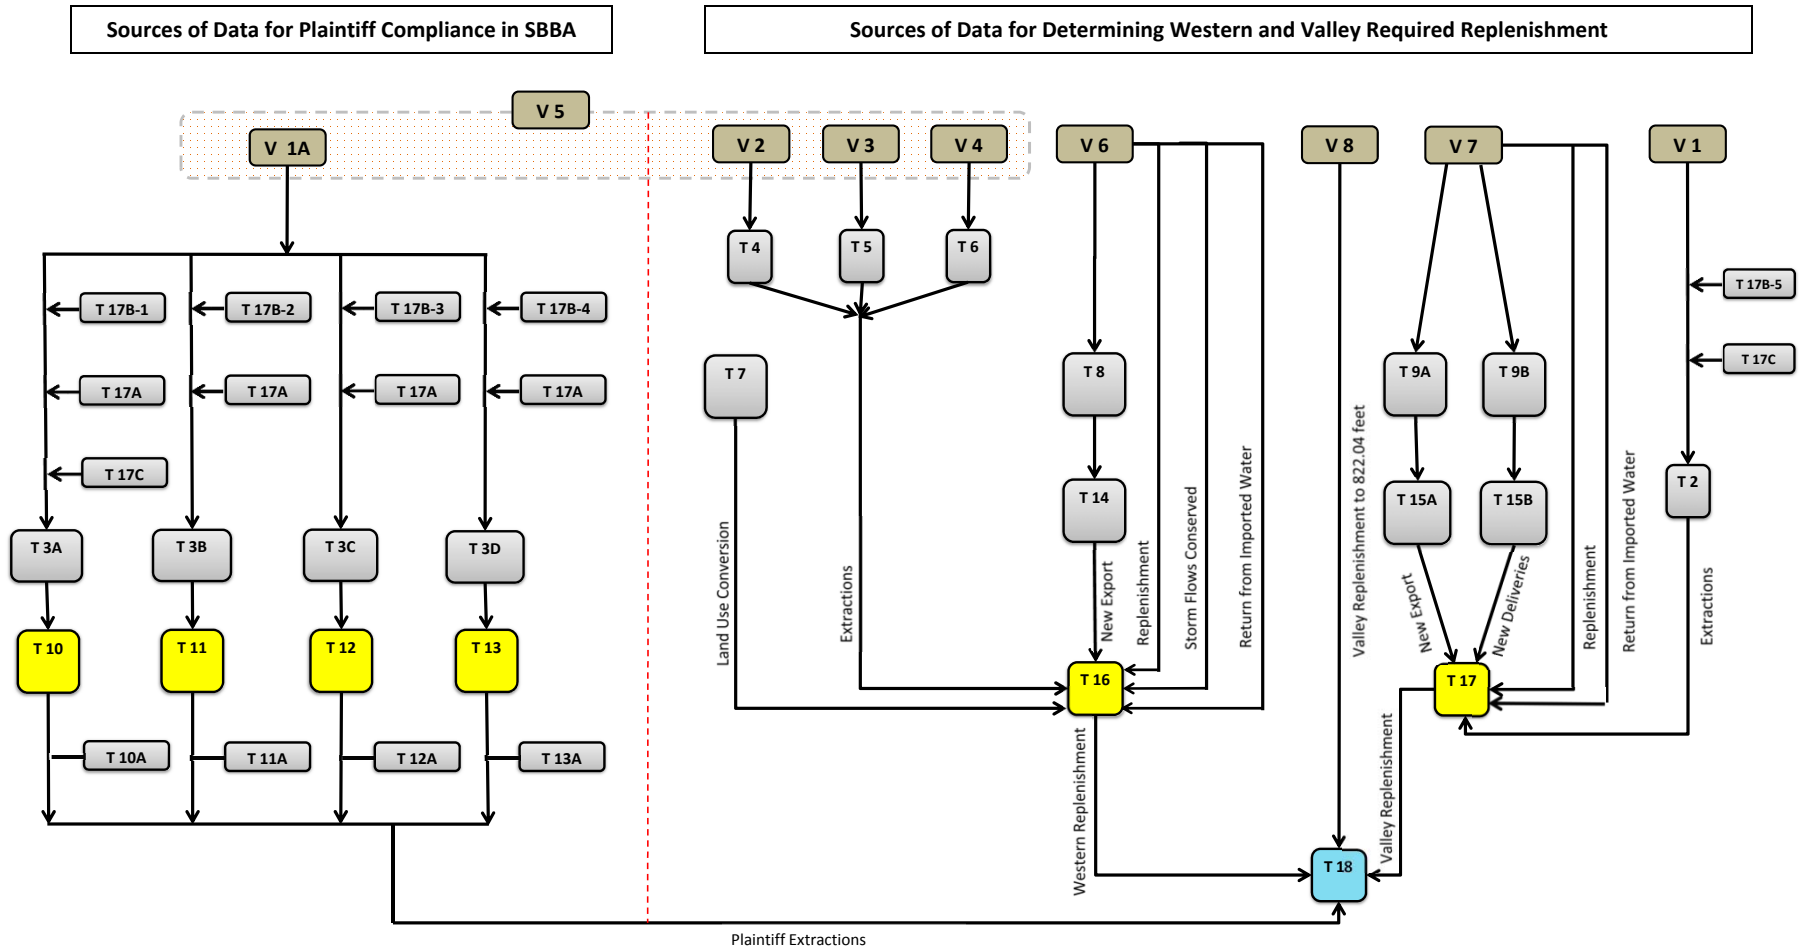 Sources of Data for Plaintiff Compliance in SBBA
Sources of Data for Determining Western and Valley Required Replenishment
V 5
V 1A
V 2
V 3
V 4
V 6
V 8
V 7
V 1
T 4
T 5
T 6
T 17B-1
T 17B-2
T 17B-3
T 17B-4
T 17B-5
T 17A
T 17A
T 17A
T 17A
T 7
T 8
T 9A
T 9B
T 17C
T 17C
T 14
T 15A
T 15B
T 2
T 3A
T 3B
T 3C
T 3D
Land Use Conversion
Extractions
New Export
Replenishment
Storm Flows Conserved
Return from Imported Water
Valley Replenishment to 822.04 feet
New Export
New Deliveries
Replenishment
Return from Imported Water
Extractions
T 10
T 11
T 12
T 13
T 16
T 17
T 10A
T 11A
T 12A
T 13A
Western Replenishment
Valley Replenishment
T 18
Plaintiff Extractions